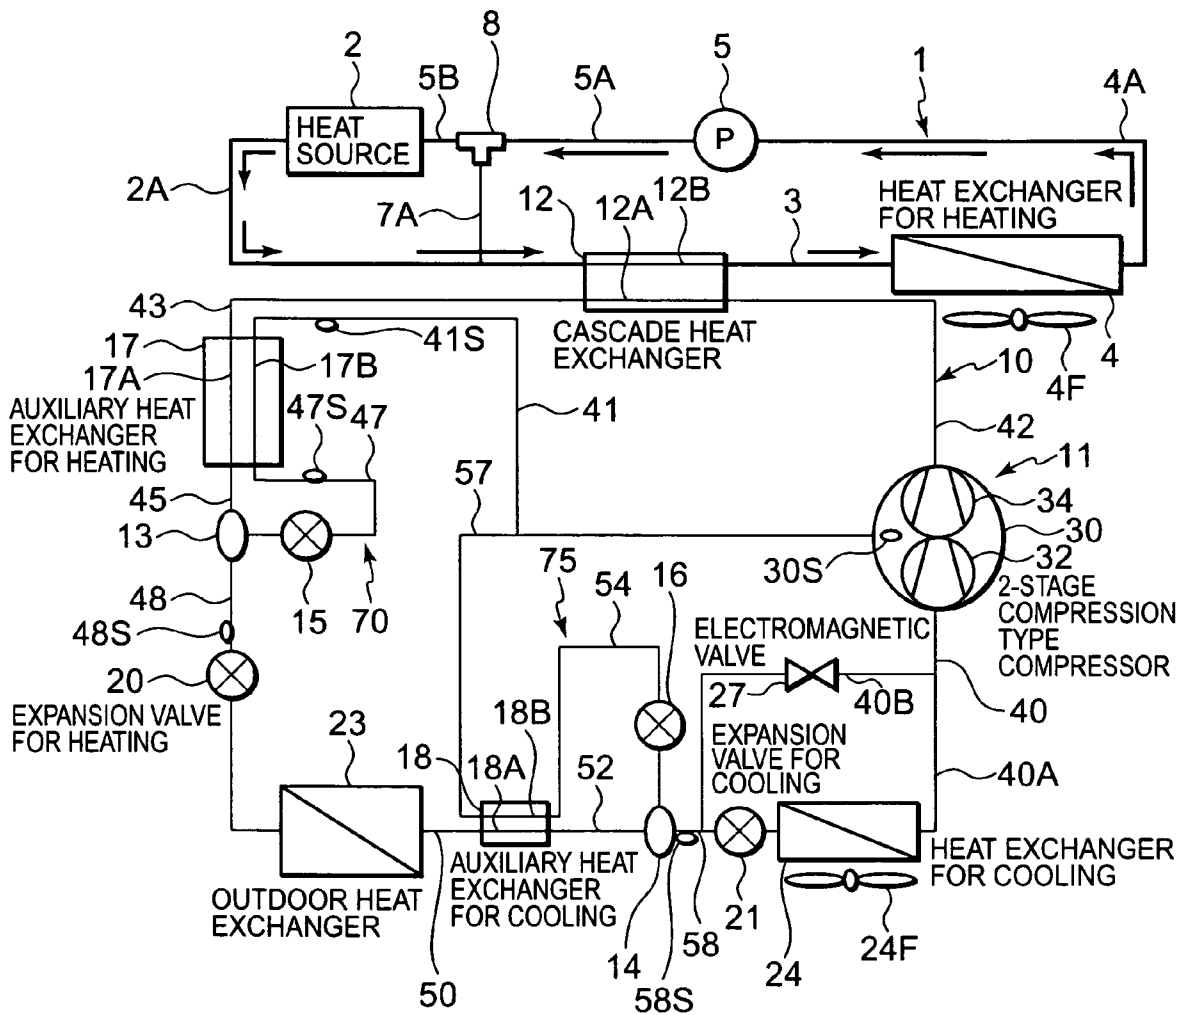 8
2
5
5B
5A
1
4A
HEAT
SOURCE
P
2A
7A
12
12A
12B
3
HEAT EXCHANGER
FOR HEATING
43
CASCADE HEAT
EXCHANGER
4F
4
17
17A
41S
17B
10
AUXILIARY HEAT
EXCHANGER
FOR HEATING
47S
47
41
42
45
57
11
34
13
30
30S
32
15
70
75
54
16
2-STAGE
COMPRESSION
TYPE
COMPRESSOR
48
48S
ELECTROMAGNETIC
VALVE
20
27
40B
40
EXPANSION VALVE
FOR HEATING
23
18
18A
18B
52
EXPANSION
VALVE FOR
COOLING
40A
OUTDOOR HEAT
EXCHANGER
AUXILIARY HEAT
EXCHANGER
FOR COOLING
HEAT EXCHANGER
FOR COOLING
50
14
58S
58
21
24
24F